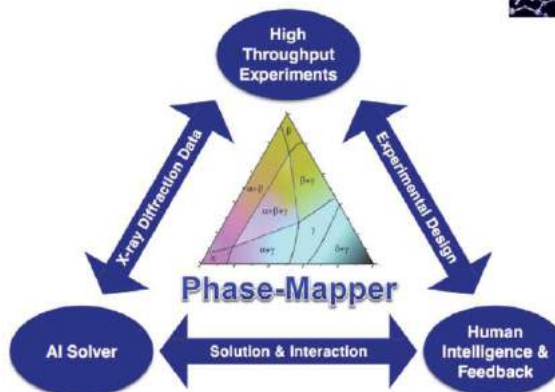 High
Throughput
Experiments
X-ray Diffraction Data
Experimental Design
β
α+β
β+γ
α+β+γ
γ
α
α+γ
δ+γ
Phase-Mapper
AI Solver
Solution & Interaction
Human
Intelligence &
Feedback